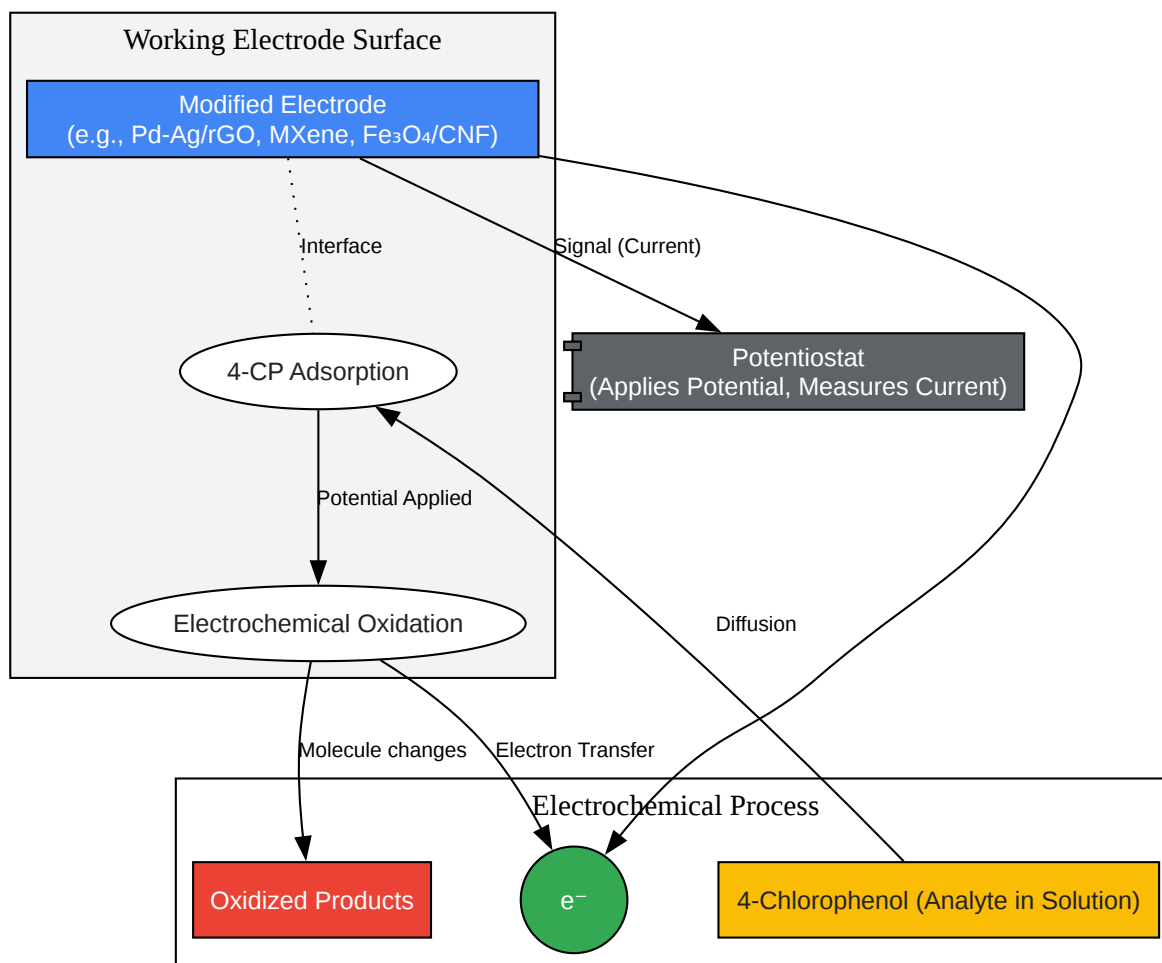 Working Electrode Surface
Modified Electrode
(e.g., Pd-Ag/rGO, MXene, Fe₃O₄/CNF)
Interface
Signal (Current)
4-CP Adsorption
Potentiostat
(Applies Potential, Measures Current)
Potential Applied
Electrochemical Oxidation
Diffusion
Molecule changes
Electron Transfer
Electrochemical Process
Oxidized Products
e⁻
4-Chlorophenol (Analyte in Solution)